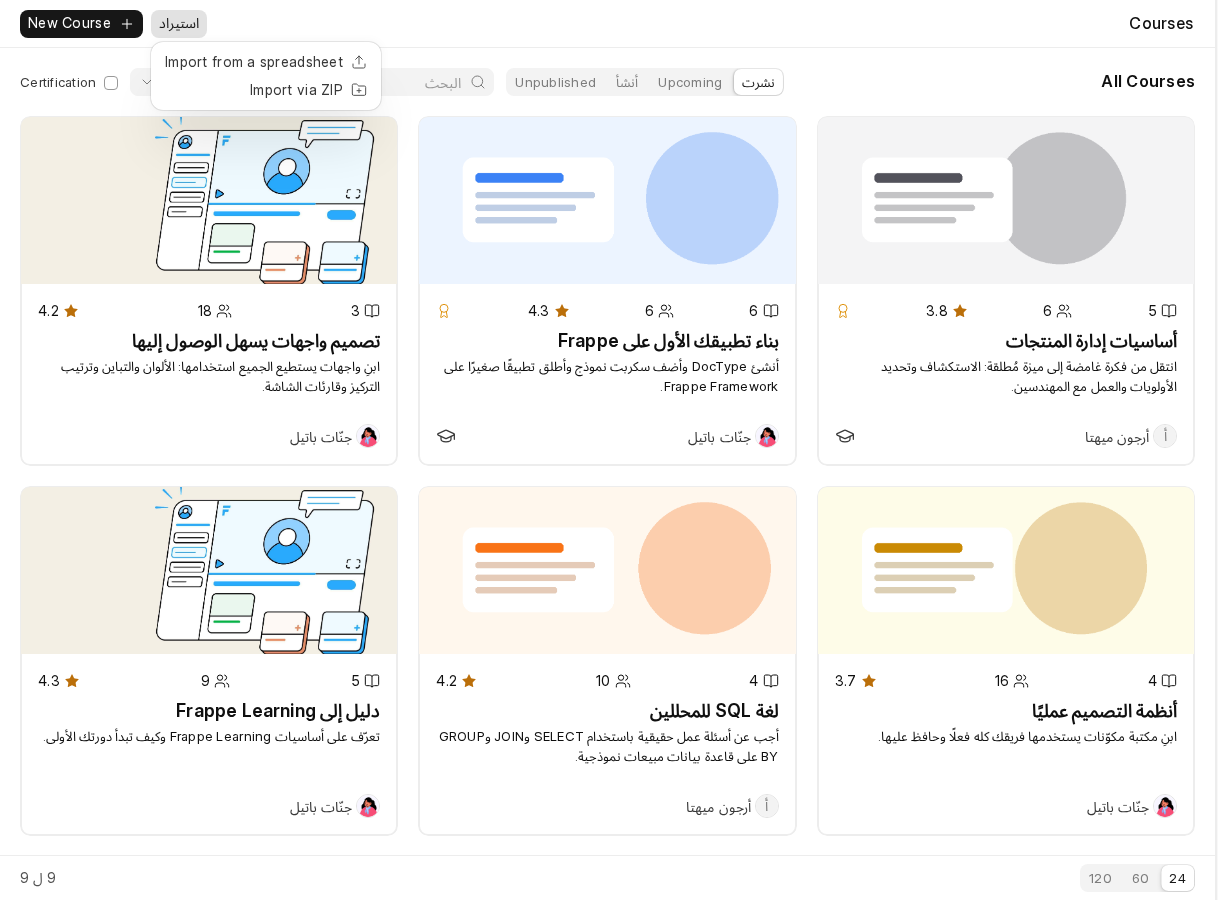 Courses
استيراد
New Course
Import from a spreadsheet
Import via ZIP
All Courses
نشرت
Upcoming
أنشأ
Unpublished
البحث
Certification
5
6
3.8
أساسيات إدارة المنتجات
انتقل من فكرة غامضة إلى ميزة مُطلقة: الاستكشاف وتحديد
الأولويات والعمل مع المهندسين.
أ
أرجون ميهتا
6
6
4.3
بناء تطبيقك الأول على Frappe
أنشئ DocType وأضف سكربت نموذج وأطلق تطبيقًا صغيرًا على
Frappe Framework.
جنّات باتيل
3
18
4.2
تصميم واجهات يسهل الوصول إليها
ابنِ واجهات يستطيع الجميع استخدامها: الألوان والتباين وترتيب
التركيز وقارئات الشاشة.
جنّات باتيل
4
16
3.7
أنظمة التصميم عمليًا
ابنِ مكتبة مكوّنات يستخدمها فريقك كله فعلًا وحافظ عليها.
جنّات باتيل
4
10
4.2
لغة SQL للمحللين
أجب عن أسئلة عمل حقيقية باستخدام SELECT وJOIN وGROUP
BY على قاعدة بيانات مبيعات نموذجية.
أ
أرجون ميهتا
5
9
4.3
دليل إلى Frappe Learning
تعرّف على أساسيات Frappe Learning وكيف تبدأ دورتك الأولى.
جنّات باتيل
24
60
120
9 ل 9